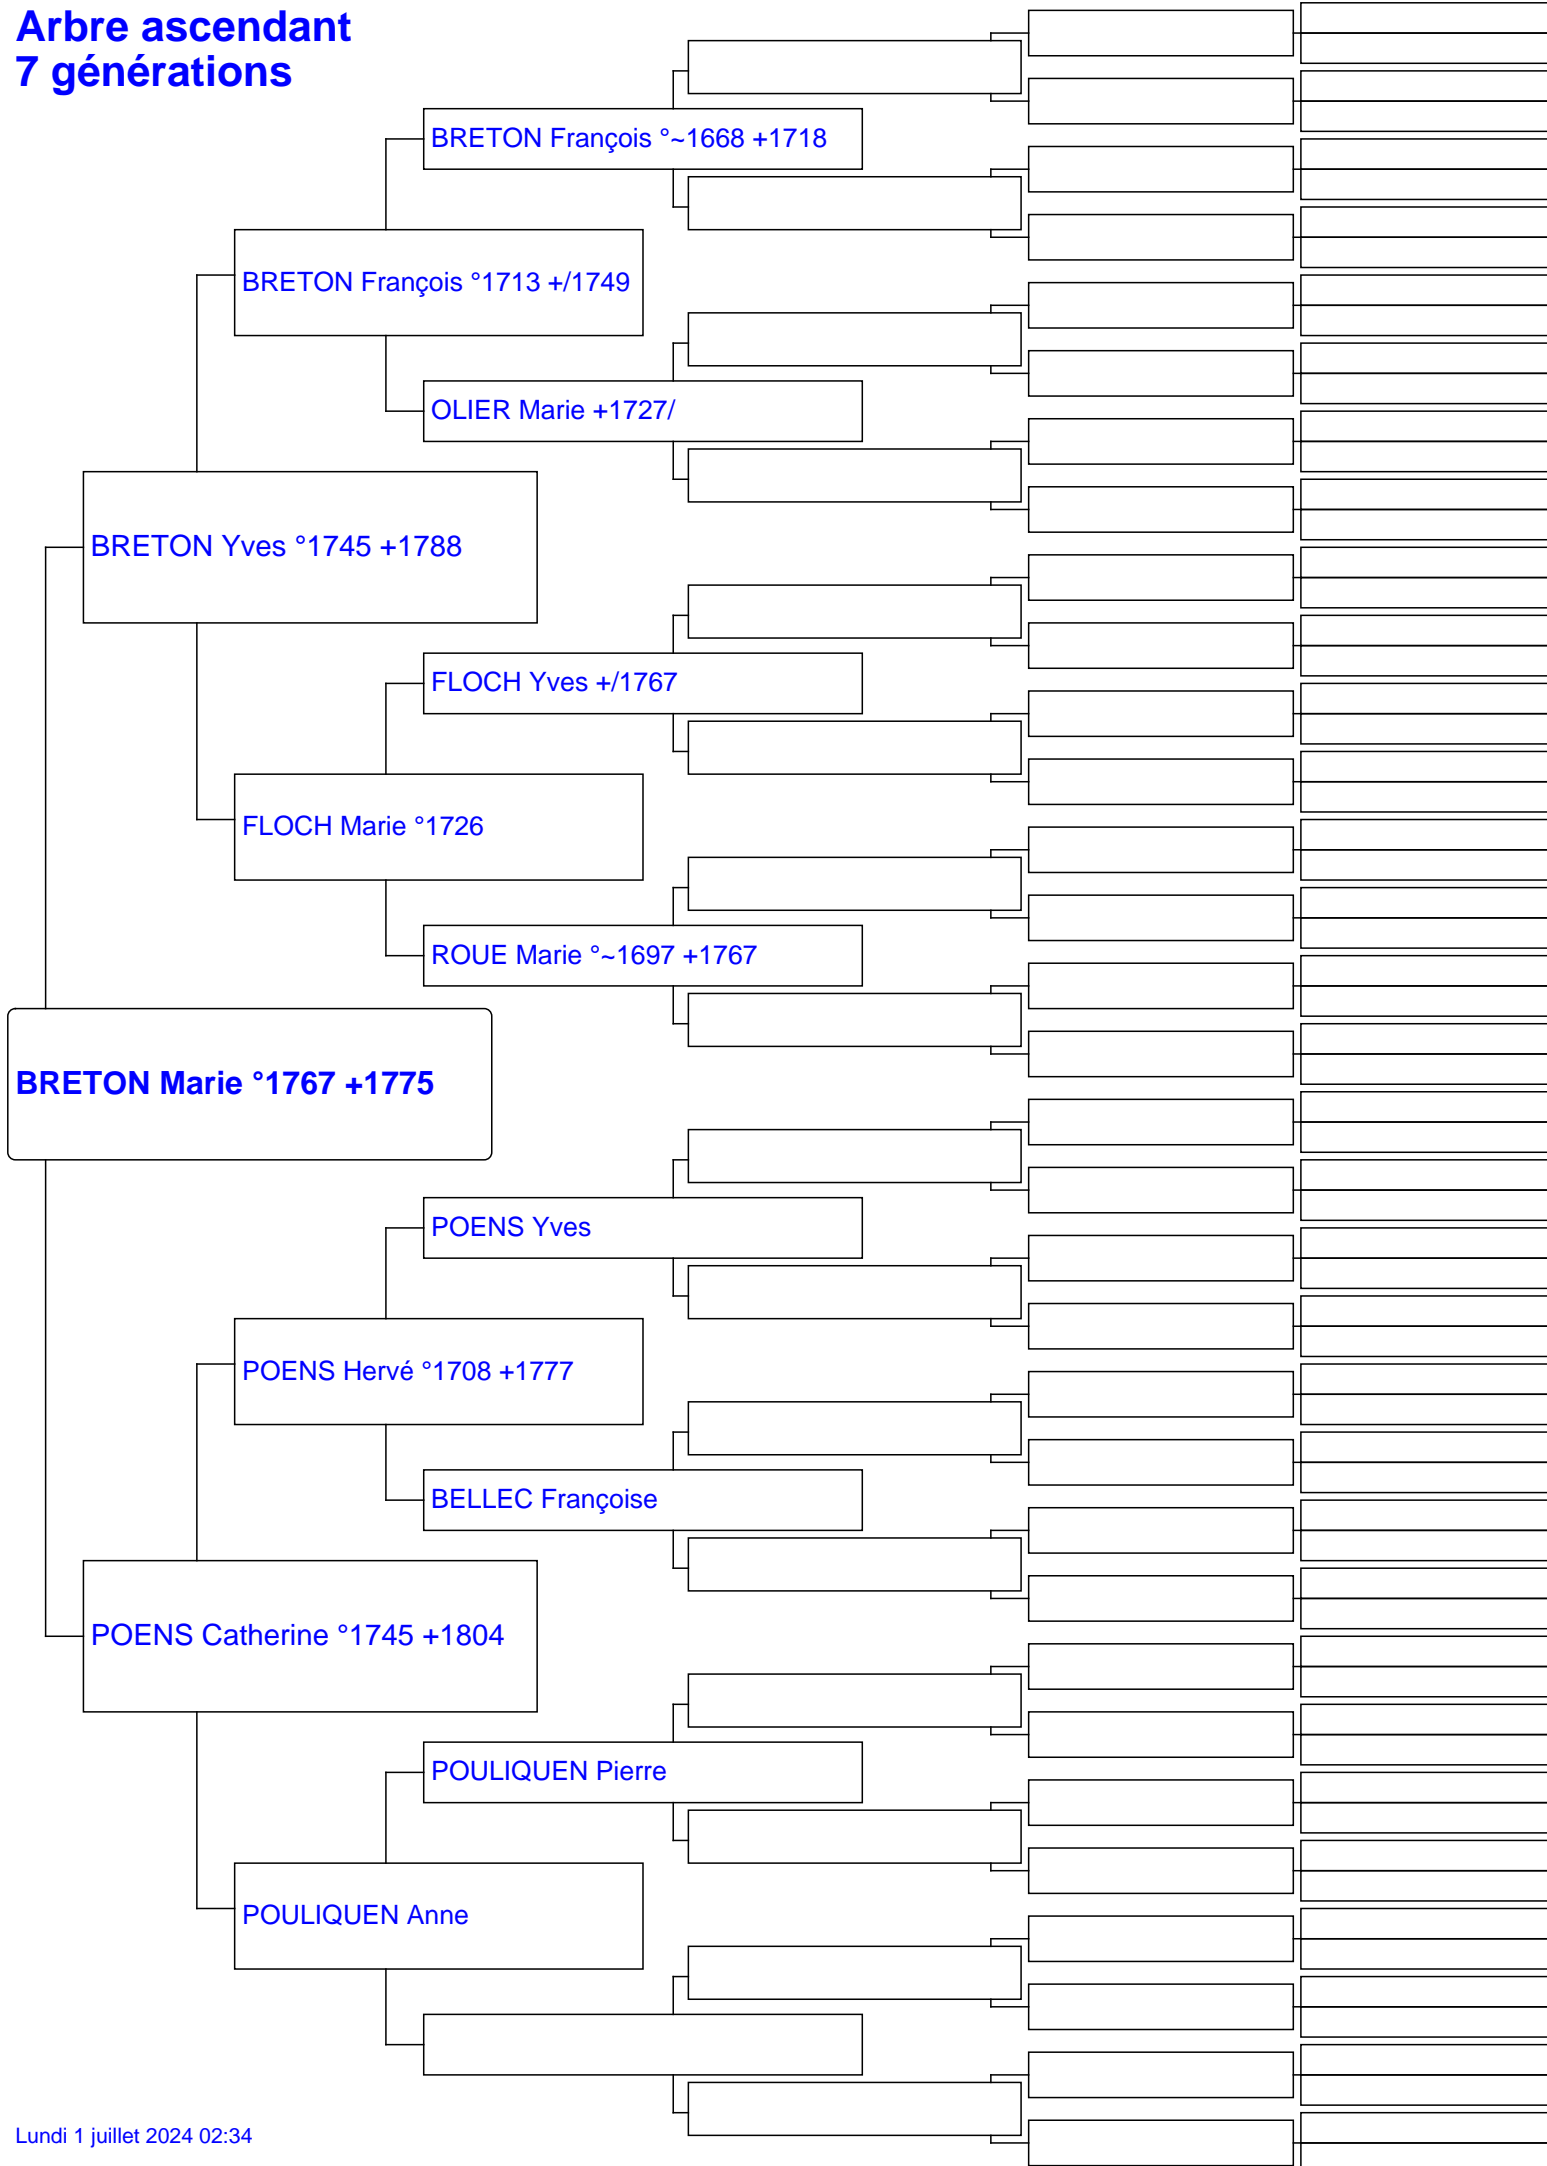 Arbre ascendant
7 générations
BRETON François °~1668 +1718
BRETON François °1713 +/1749
OLIER Marie +1727/
BRETON Yves °1745 +1788
FLOCH Yves +/1767
FLOCH Marie °1726
ROUE Marie °~1697 +1767
BRETON Marie °1767 +1775
POENS Yves
POENS Hervé °1708 +1777
BELLEC Françoise
POENS Catherine °1745 +1804
POULIQUEN Pierre
POULIQUEN Anne
Lundi 1 juillet 2024 02:34